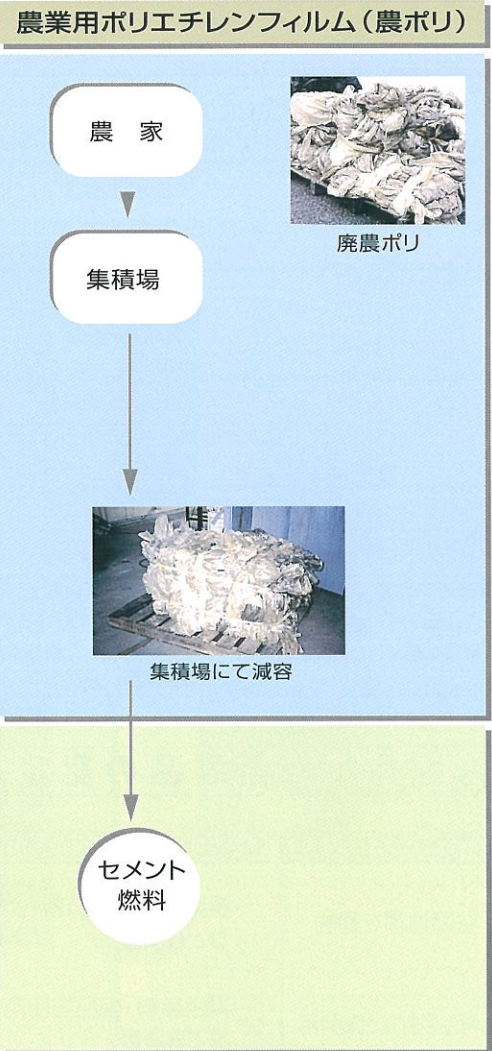 農業用ポリエチレンフィルム（農ポリ）
農　家
廃農ポリ
集積場
集積場にて減容
セメント
燃料